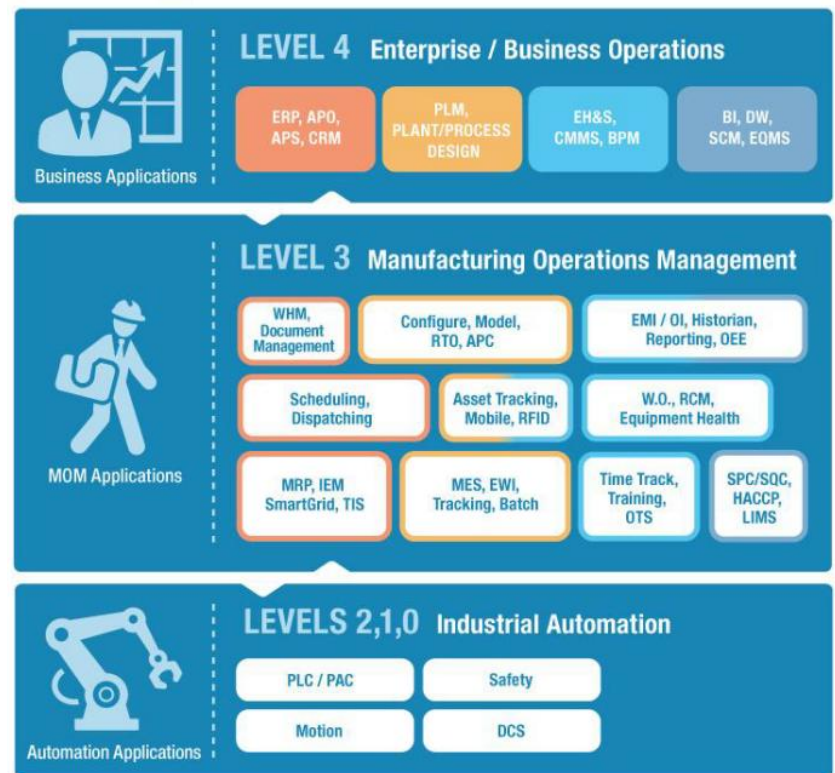 LEVEL 4 Enterprise / Business Operations
ERP, APO,
APS, CRM
PLM,
PLANT/PROCESS
DESIGN
EH&S,
CMMS, BPM
BI, DW,
SCM, EQMS
Business Applications
LEVEL 3 Manufacturing Operations Management
WHM,
Document
Management
Configure, Model,
RTO, APC
EMI / OI, Historian,
Reporting, OEE
Scheduling,
Dispatching
Asset Tracking,
Mobile, RFID
W.O., RCM,
Equipment Health
MRP, IEM
SmartGrid, TIS
MES, EWI,
Tracking, Batch
Time Track,
Training,
OTS
SPC/SQC,
HACCP,
LIMS
MOM Applications
LEVELS 2,1,0 Industrial Automation
PLC / PAC
Safety
Motion
DCS
Automation Applications